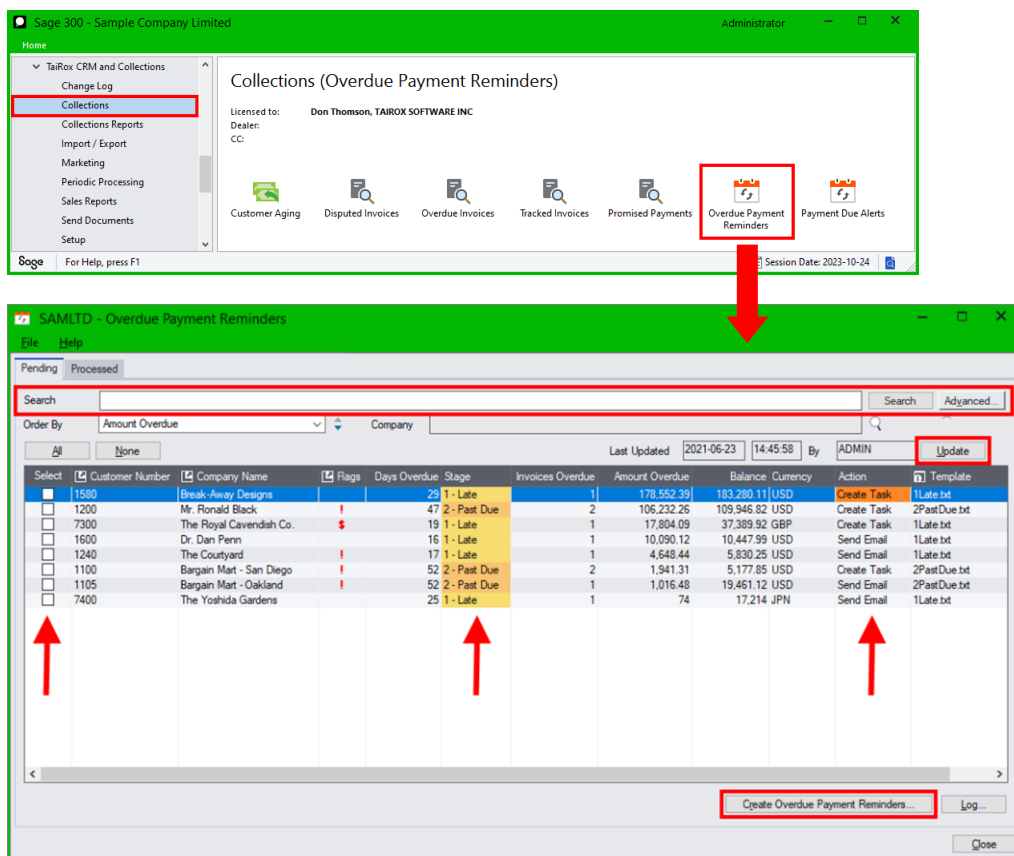 Sage 300 - Sample Company Limited Administrator
Home
TaiRox CRM and Collections
Change Log
Collections
Collections Reports
Import / Export
Marketing
Periodic Processing
Sales Reports
Send Documents
Setup
Collections (Overdue Payment Reminders)
Licensed to: Don Thomson, TAIROX SOFTWARE INC
Dealer:
CC:
Customer Aging Disputed Invoices Overdue Invoices Tracked Invoices Promised Payments Overdue Payment Reminders Payment Due Alerts
Sage For Help, press F1 Session Date: 2023-10-24
SAMLTD - Overdue Payment Reminders
File Help
Pending Processed
Search Search Advanced...
Order By Amount Overdue Company
All None Last Updated 2021-06-23 14:45:58 By ADMIN Update
Select Customer Number Company Name Flags Days Overdue Stage Invoices Overdue Amount Overdue Balance Currency Action Template
1580 Break-Away Designs 29 1 - Late 1 178,552.39 183,280.11 USD Create Task 1Late.txt
1200 Mr. Ronald Black ! 47 2 - Past Due 2 106,232.26 109,946.82 USD Create Task 2PastDue.txt
7300 The Royal Cavendish Co. $ 19 1 - Late 1 17,804.09 37,389.92 GBP Create Task 1Late.txt
1600 Dr. Dan Penn 16 1 - Late 1 10,090.12 10,447.99 USD Send Email 1Late.txt
1240 The Courtyard ! 17 1 - Late 1 4,648.44 5,830.25 USD Send Email 1Late.txt
1100 Bargain Mart - San Diego ! 52 2 - Past Due 2 1,941.31 5,177.85 USD Create Task 2PastDue.txt
1105 Bargain Mart - Oakland ! 52 2 - Past Due 1 1,016.48 19,461.12 USD Send Email 2PastDue.txt
7400 The Yoshida Gardens 25 1 - Late 1 74 17,214 JPN Send Email 1Late.txt
Create Overdue Payment Reminders... Log...
Close